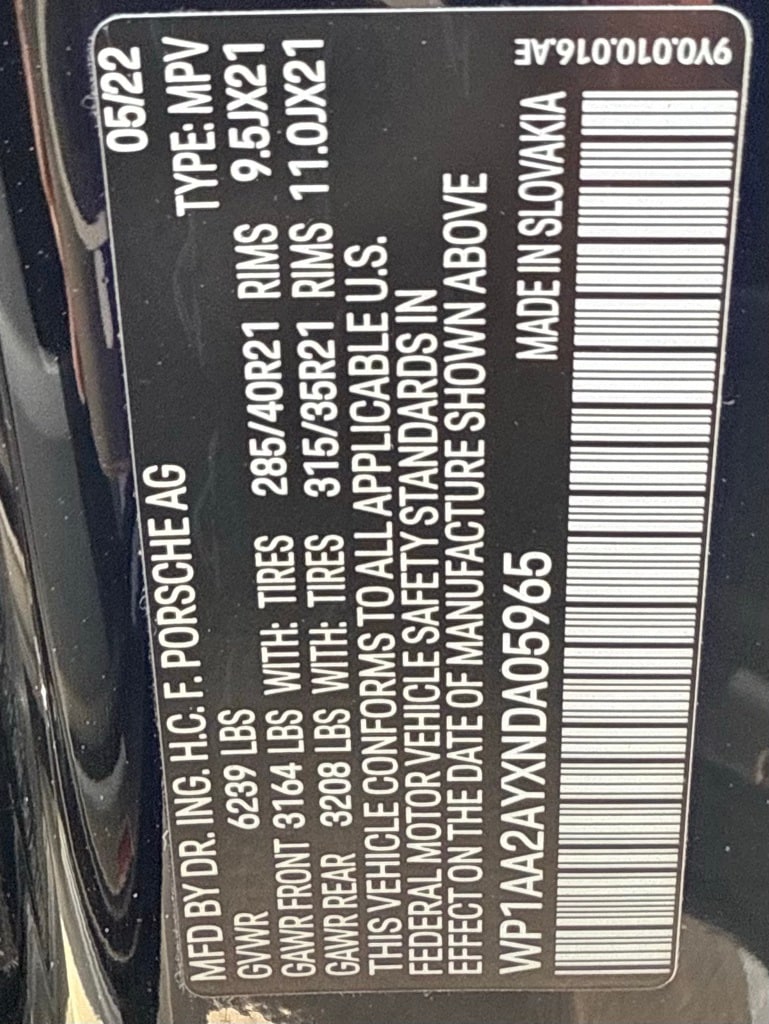 05/22
MFD BY DR. ING. H.C. F. PORSCHE AG TYPE: MPV
GVWR 6239 LBS 9.5JX21
GAWR FRONT 3164 LBS WITH: TIRES 285/40R21 RIMS 11.0JX21
GAWR REAR 3208 LBS WITH: TIRES 315/35R21 RIMS
THIS VEHICLE CONFORMS TO ALL APPLICABLE U.S.
FEDERAL MOTOR VEHICLE SAFETY STANDARDS IN
EFFECT ON THE DATE OF MANUFACTURE SHOWN ABOVE
WP1AA2AYXNDA05965 MADE IN SLOVAKIA
9Y0.010.016.AE